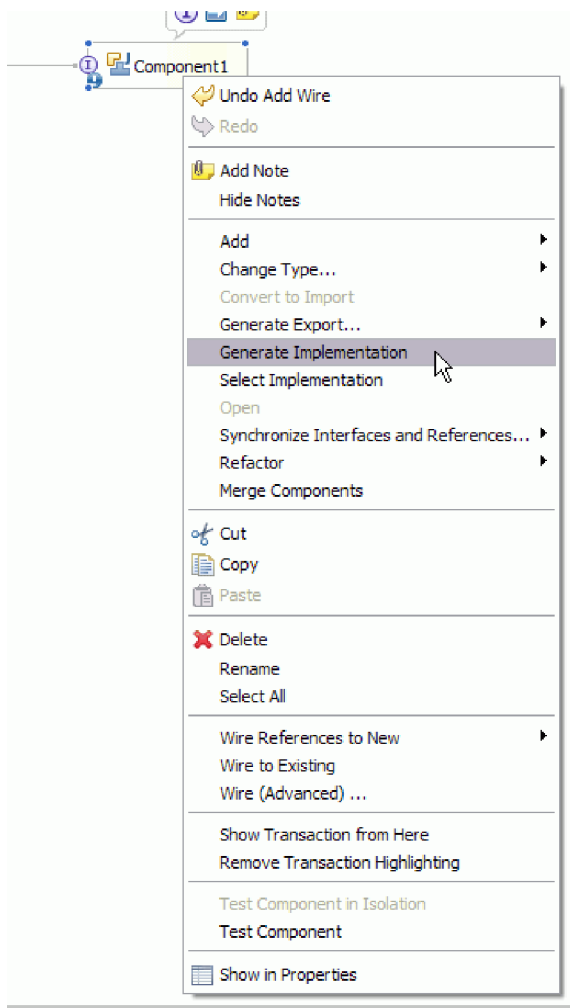 Component1
Undo Add Wire
Redo
Add Note
Hide Notes
Add
Change Type...
Convert to Import
Generate Export...
Generate Implementation
Select Implementation
Open
Synchronize Interfaces and References...
Refactor
Merge Components
Cut
Copy
Paste
Delete
Rename
Select All
Wire References to New
Wire to Existing
Wire (Advanced) ...
Show Transaction from Here
Remove Transaction Highlighting
Test Component in Isolation
Test Component
Show in Properties